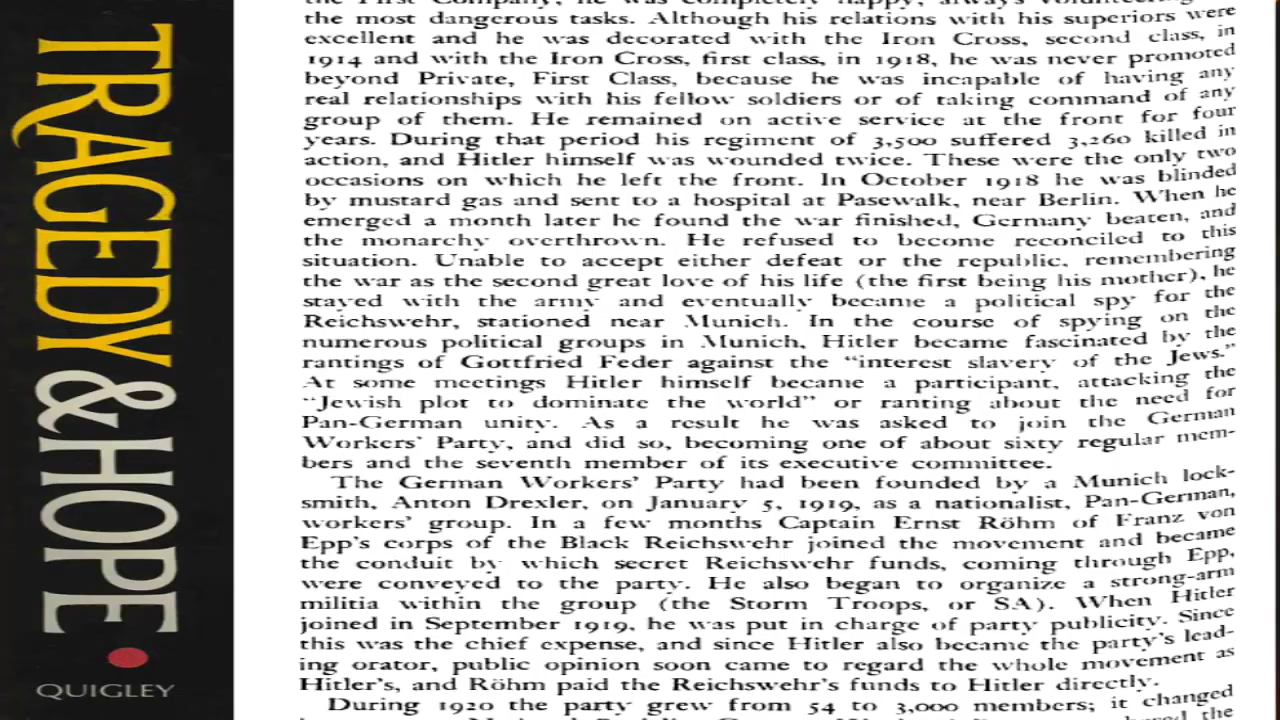 TRAGEDY & HOPE
QUIGLEY
the most dangerous tasks. Although his relations with his superiors were
excellent and he was decorated with the Iron Cross, second class, in
1914 and with the Iron Cross, first class, in 1918, he was never promoted
beyond Private, First Class, because he was incapable of having any
real relationships with his fellow soldiers or of taking command of any
group of them. He remained on active service at the front for four
years. During that period his regiment of 3,500 suffered 3,260 killed in
action, and Hitler himself was wounded twice. These were the only two
occasions on which he left the front. In October 1918 he was blinded
by mustard gas and sent to a hospital at Pasewalk, near Berlin. When he
emerged a month later he found the war finished, Germany beaten, and
the monarchy overthrown. He refused to become reconciled to this
situation. Unable to accept either defeat or the republic, remembering
the war as the second great love of his life (the first being his mother), he
stayed with the army and eventually became a political spy for the
Reichswehr, stationed near Munich. In the course of spying on the
numerous political groups in Munich, Hitler became fascinated by the
rantings of Gottfried Feder against the “interest slavery of the Jews.”
At some meetings Hitler himself became a participant, attacking the
“Jewish plot to dominate the world” or ranting about the need for
Pan-German unity. As a result he was asked to join the German
Workers' Party, and did so, becoming one of about sixty regular mem-
bers and the seventh member of its executive committee.
The German Workers' Party had been founded by a Munich lock-
smith, Anton Drexler, on January 5, 1919, as a nationalist, Pan-German,
workers' group. In a few months Captain Ernst Röhm of Franz von
Epp's corps of the Black Reichswehr joined the movement and became
the conduit by which secret Reichswehr funds, coming through Epp,
were conveyed to the party. He also began to organize a strong-arm
militia within the group (the Storm Troops, or SA). When Hitler
joined in September 1919, he was put in charge of party publicity. Since
this was the chief expense, and since Hitler also became the party's lead-
ing orator, public opinion soon came to regard the whole movement as
Hitler's, and Röhm paid the Reichswehr's funds to Hitler directly.
During 1920 the party grew from 54 to 3,000 members; it changed